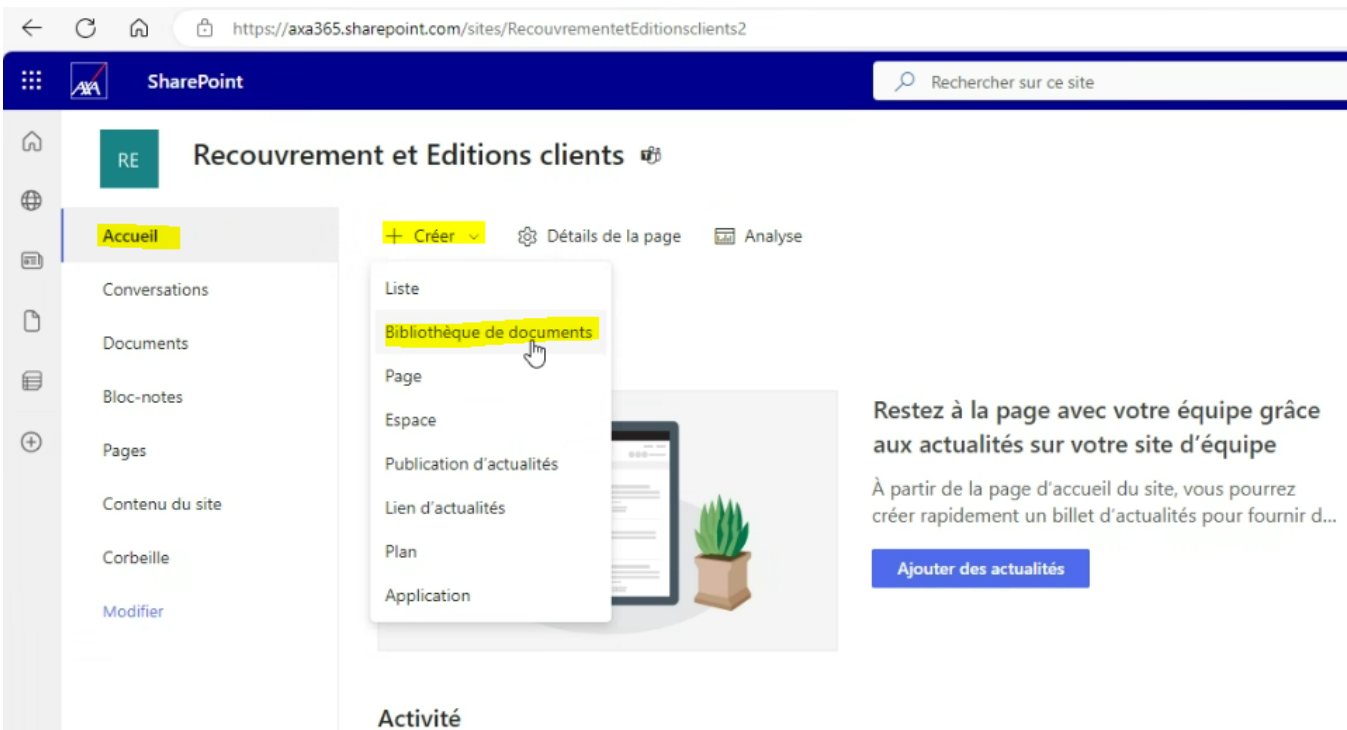 https://axa365.sharepoint.com/sites/RecouvrementetEditionsclients2
AXA
SharePoint
Rechercher sur ce site
RE
Recouvrement et Editions clients
Accueil
Conversations
Documents
Bloc-notes
Pages
Contenu du site
Corbeille
Modifier
+ Créer
Détails de la page
Analyse
Liste
Bibliothèque de documents
Page
Espace
Publication d'actualités
Lien d'actualités
Plan
Application
Restez à la page avec votre équipe grâce
aux actualités sur votre site d'équipe
À partir de la page d'accueil du site, vous pourrez
créer rapidement un billet d'actualités pour fournir d...
Ajouter des actualités
Activité